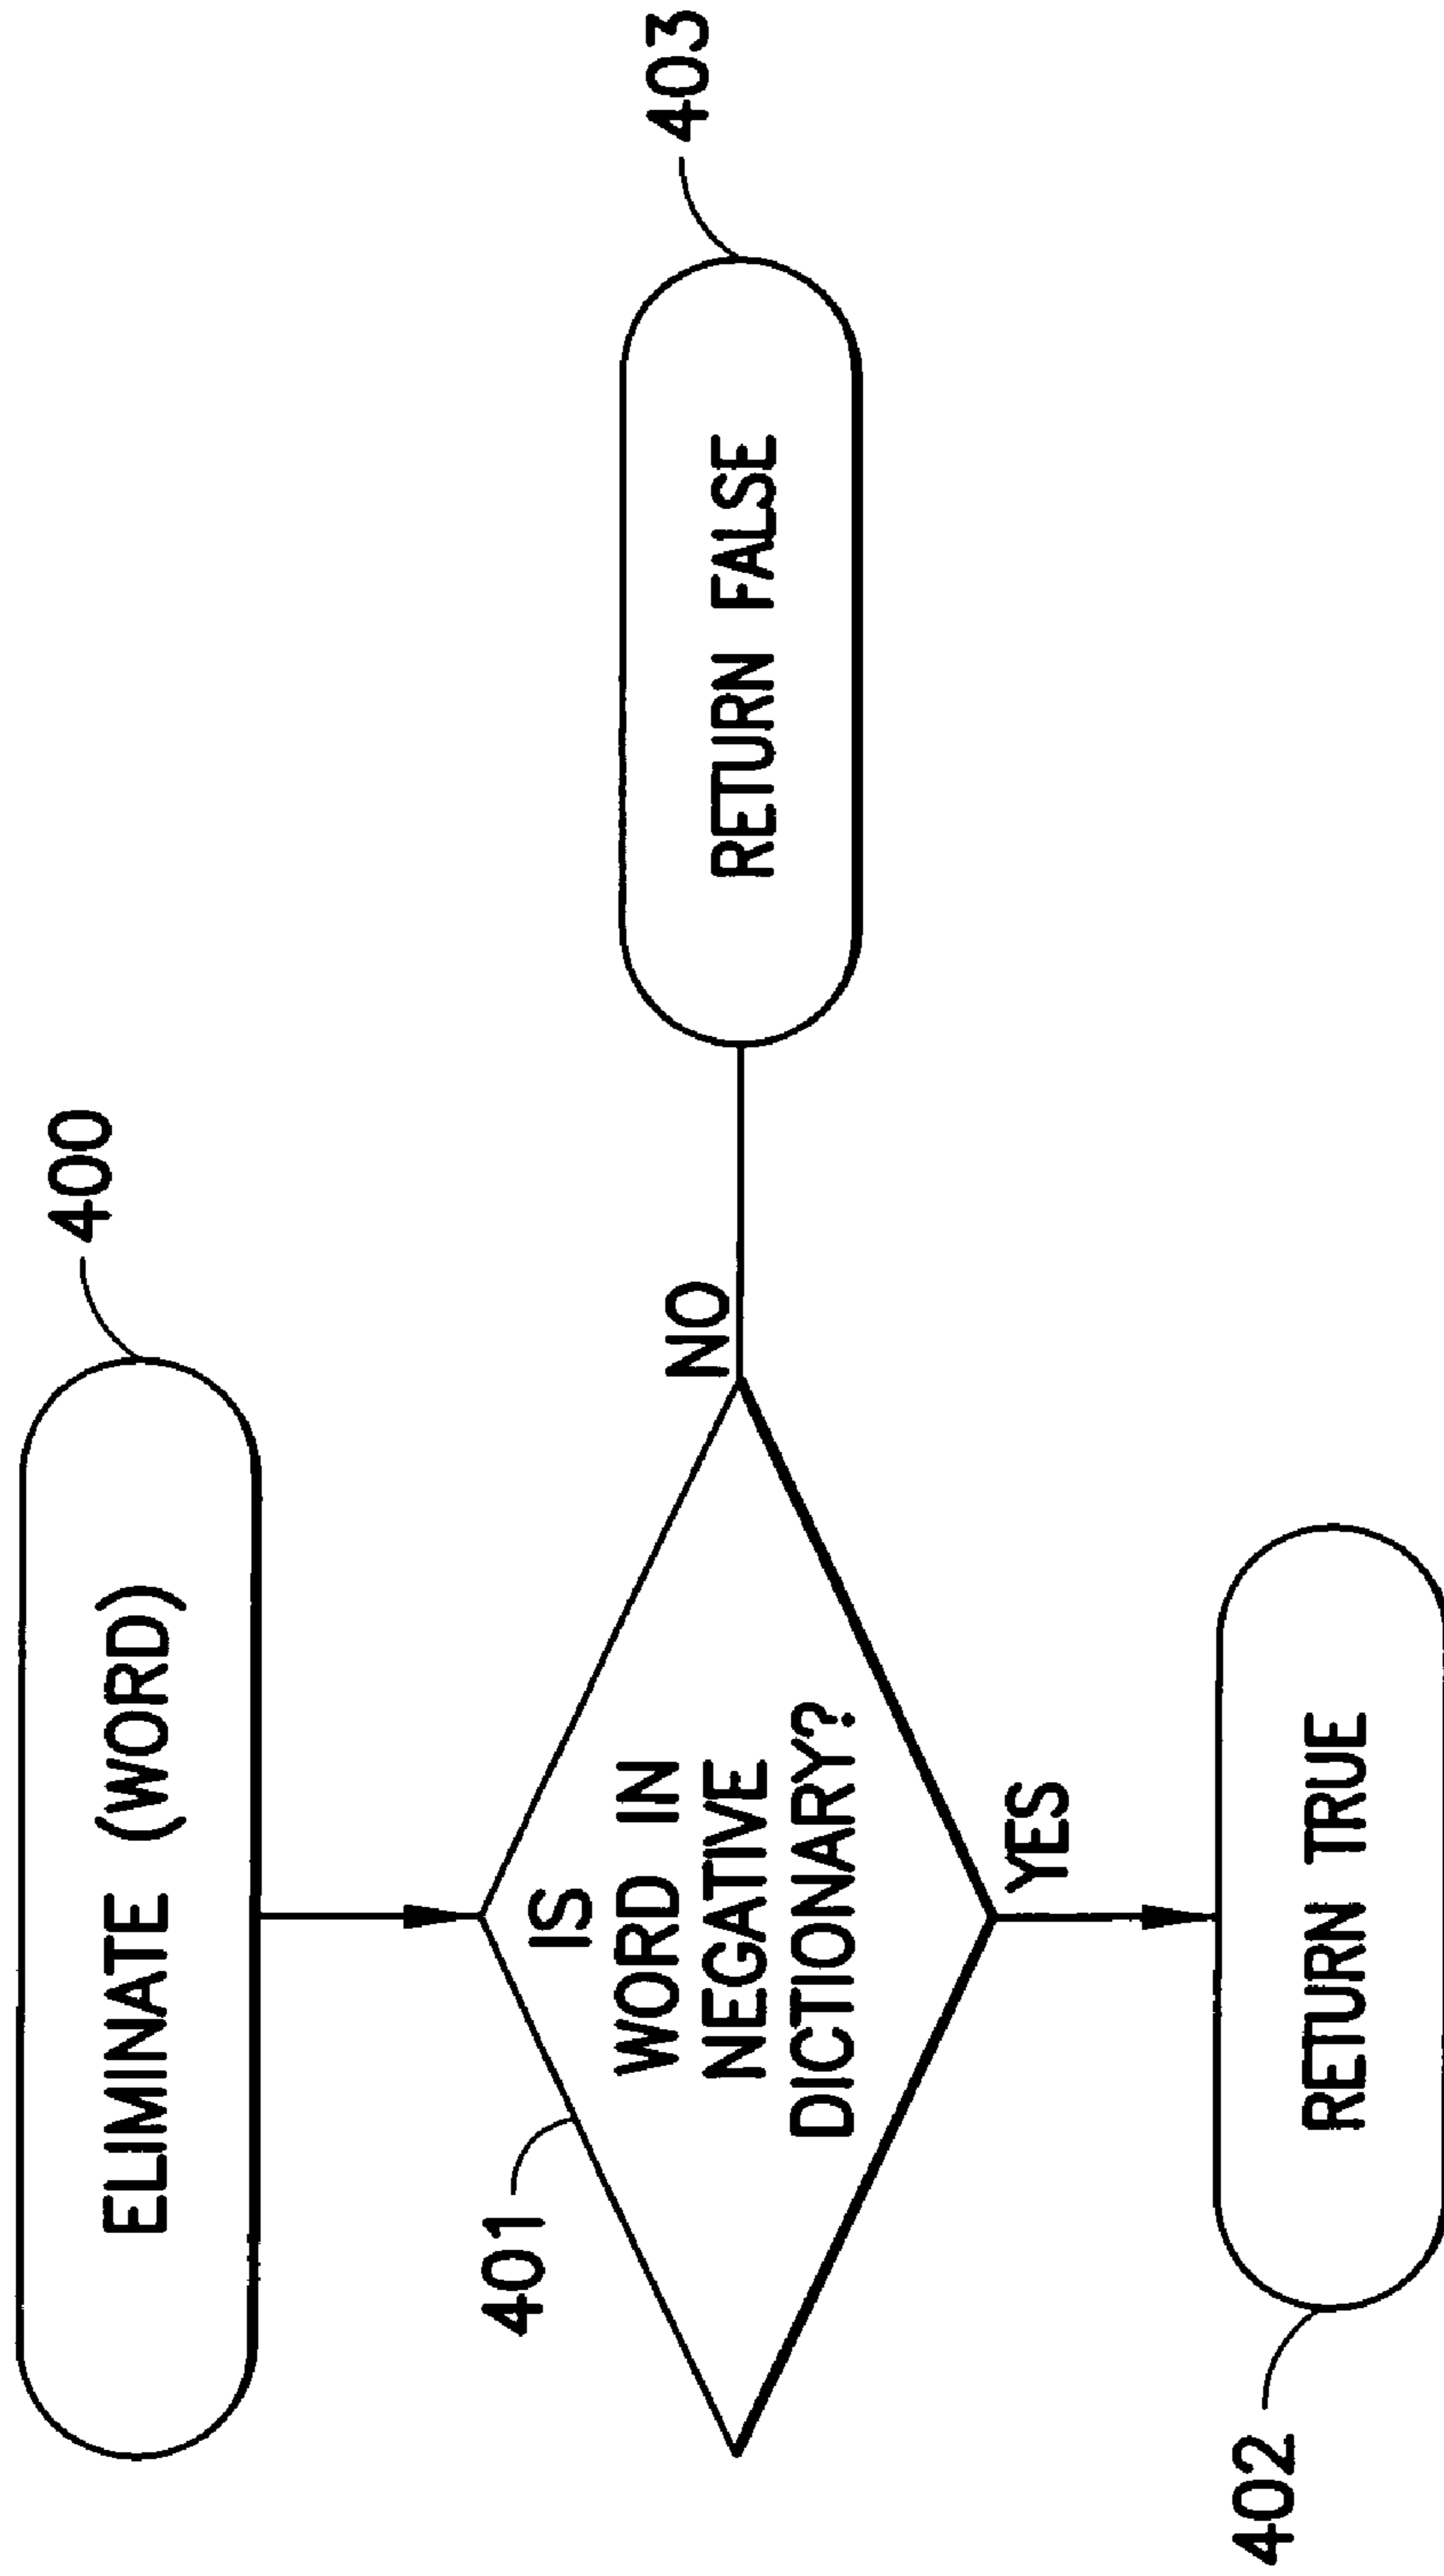 ELIMINATE (WORD)
400
401
IS
WORD IN
NEGATIVE
DICTIONARY?
NO
RETURN FALSE
403
YES
402
RETURN TRUE